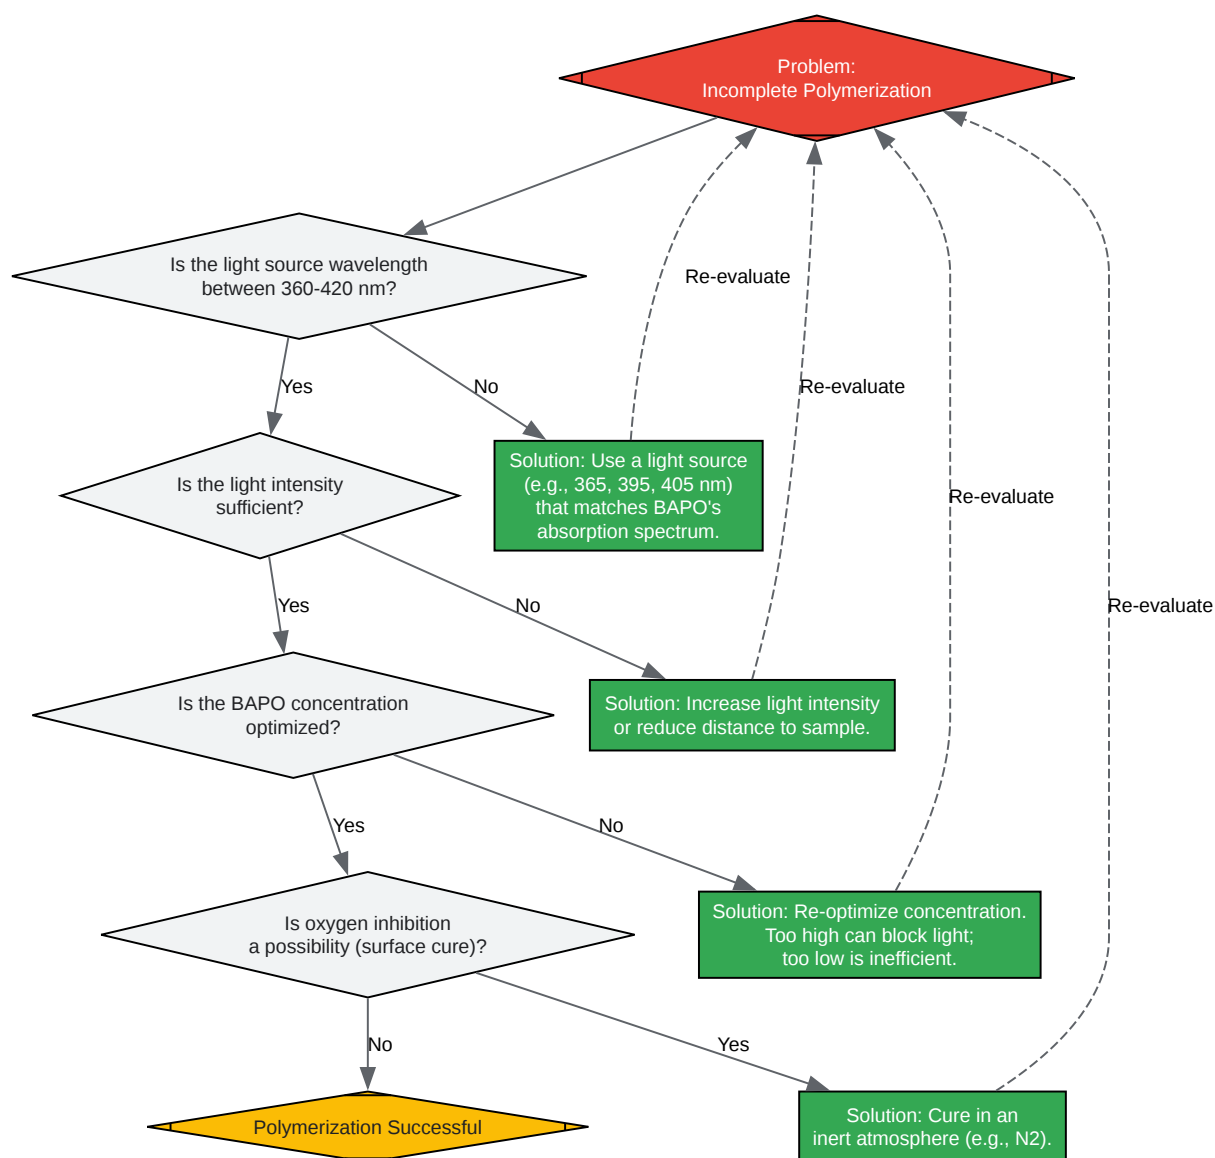 Problem:
Incomplete Polymerization
Is the light source wavelength
between 360-420 nm?
Re-evaluate
Yes
No
Re-evaluate
Solution: Use a light source
(e.g., 365, 395, 405 nm)
that matches BAPO's
absorption spectrum.
Is the light intensity
sufficient?
Re-evaluate
Yes
No
Re-evaluate
Is the BAPO concentration
optimized?
Solution: Increase light intensity
or reduce distance to sample.
Yes
No
Is oxygen inhibition
a possibility (surface cure)?
Solution: Re-optimize concentration.
Too high can block light;
too low is inefficient.
No
Yes
Polymerization Successful
Solution: Cure in an
inert atmosphere (e.g., N2).